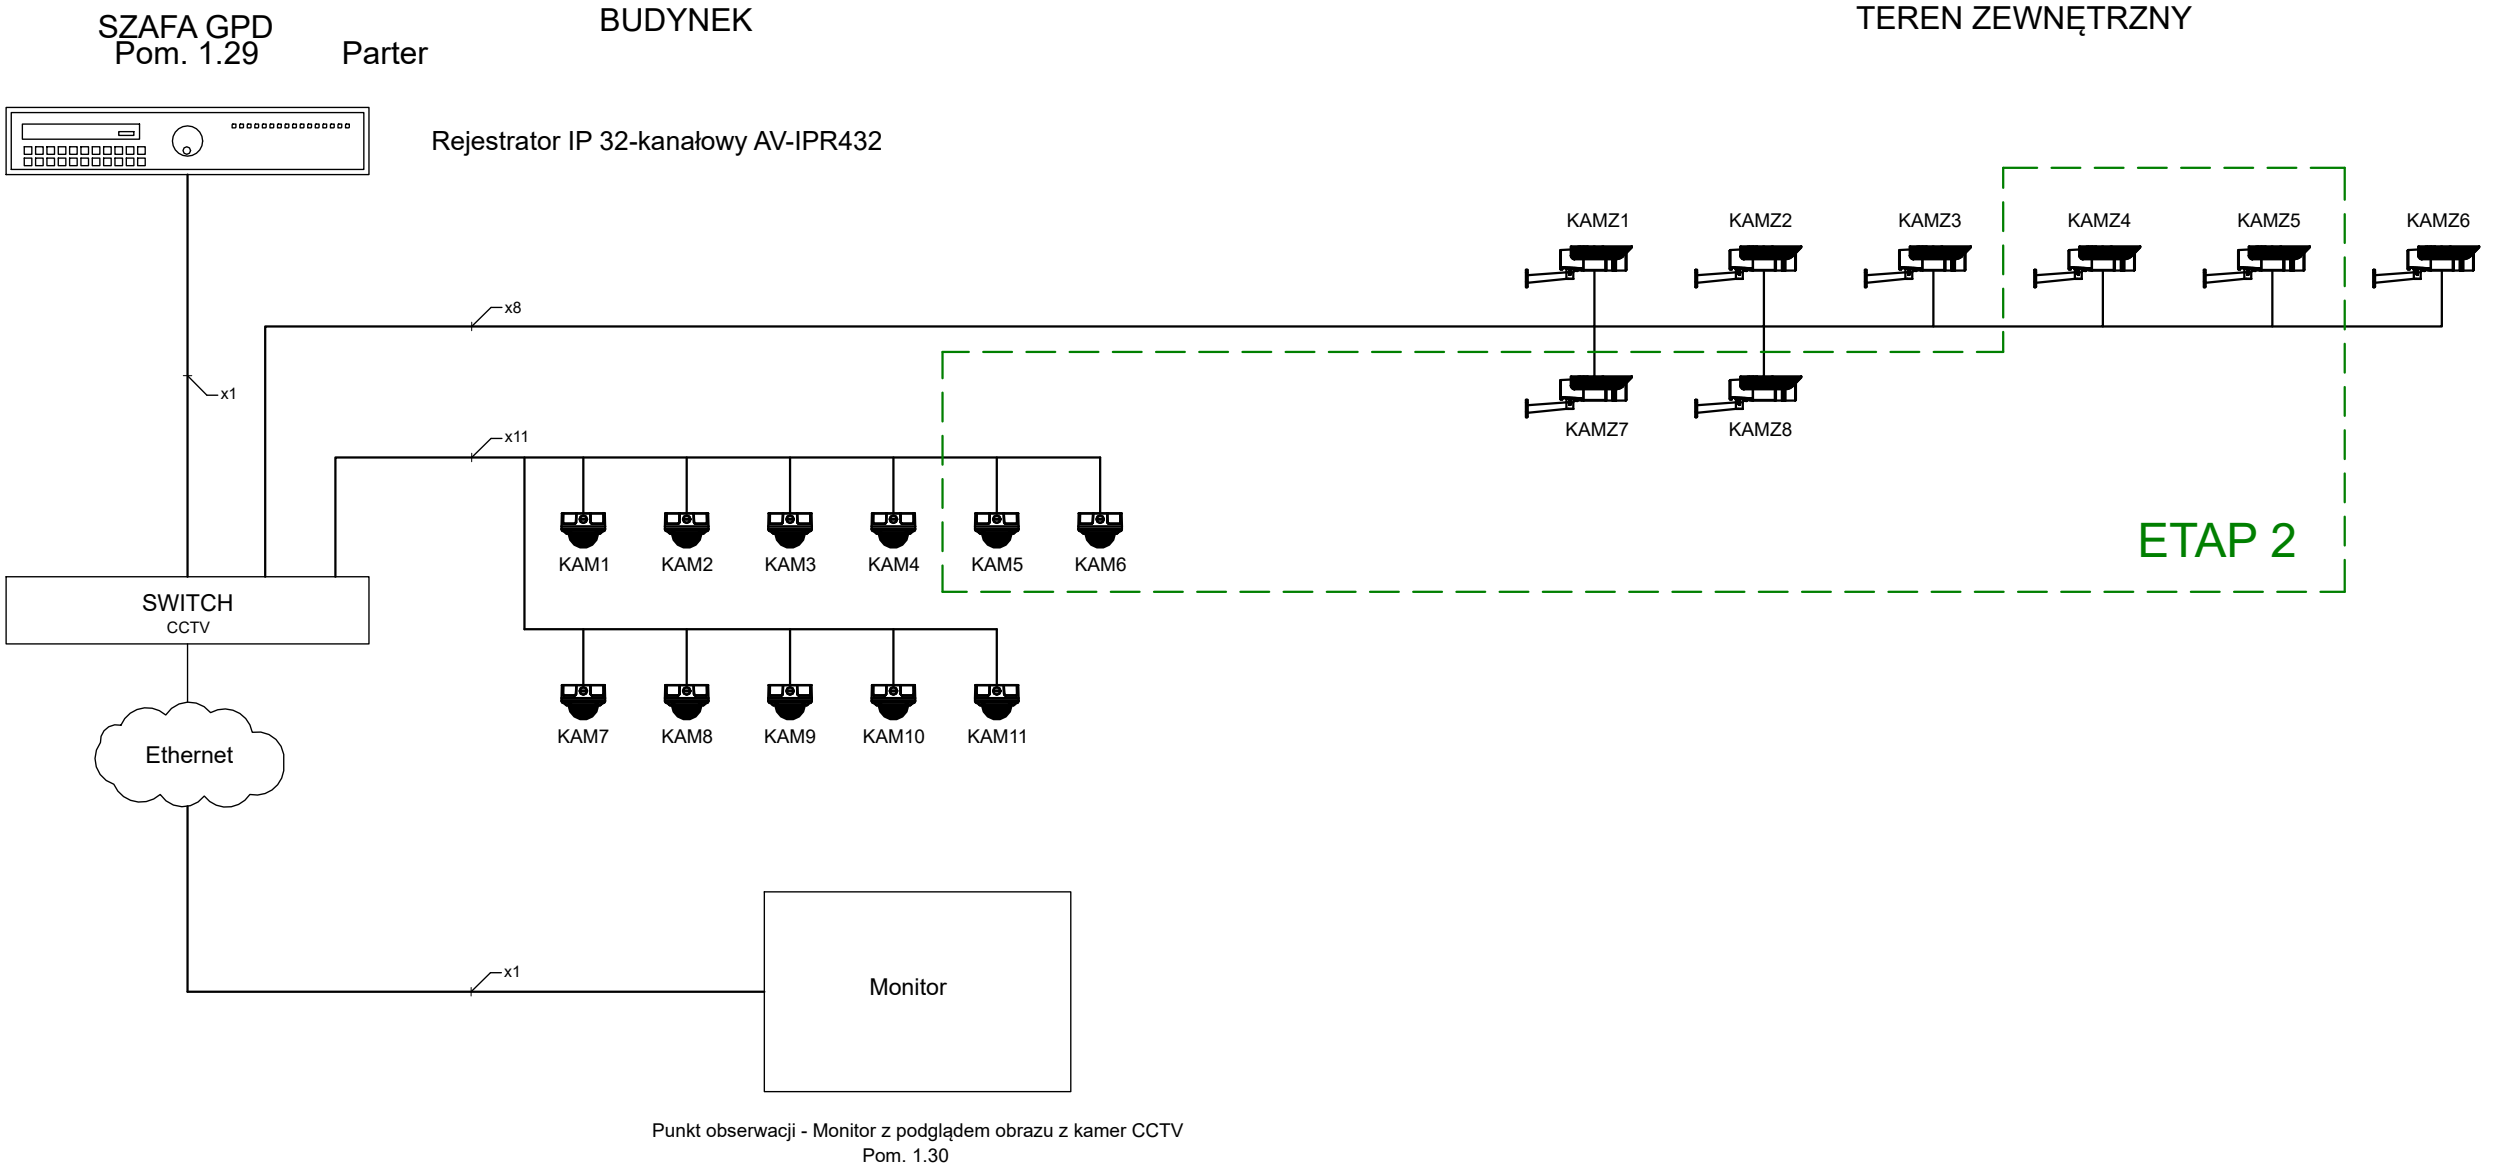 SZAFA GPD
Pom. 1.29
Parter
BUDYNEK
TEREN ZEWNĘTRZNY
Rejestrator IP 32-kanałowy AV-IPR432
KAMZ1
KAMZ2
KAMZ3
KAMZ4
KAMZ5
KAMZ6
x8
x1
KAMZ7
KAMZ8
x11
ETAP 2
KAM1
KAM2
KAM3
KAM4
KAM5
KAM6
SWITCH
CCTV
KAM7
KAM8
KAM9
KAM10
KAM11
Ethernet
x1
Monitor
Punkt obserwacji - Monitor z podglądem obrazu z kamer CCTV
Pom. 1.30